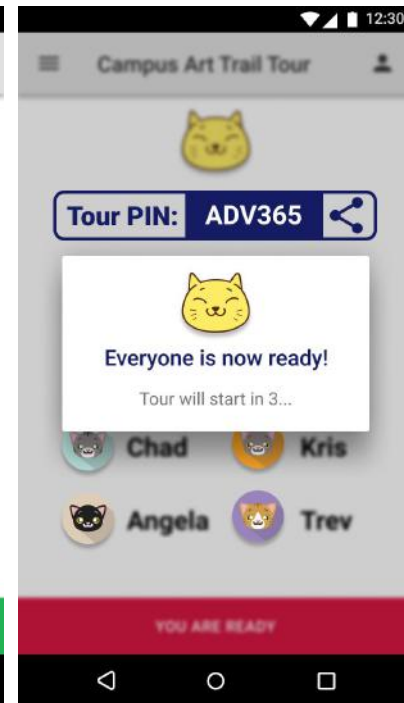 12:30
Campus Art Trail Tour
Tour PIN: ADV365
Everyone is now ready!
Tour will start in 3...
Chad Kris
Angela Trev
YOU ARE READY